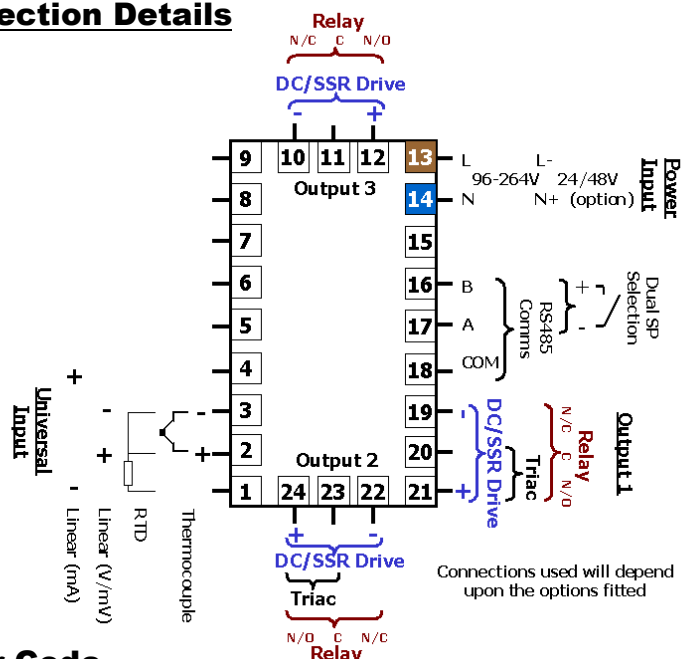 ection Details
Relay
N/C C N/O
DC/SSR Drive
- +
9 10 11 12 13 L L-
Output 3
96-264V 24/48V
8 14 N N+ (option)
Power Input
7 15
6 16 B
5 17 A
4 18 COM
RS485 Comms
+
-
Dual SP Selection
3 19 -
2 20
1 21 +
DC/SSR Drive
Triac
N/C C N/O
Relay
Output 1
Output 2
24 23 22
+ -
DC/SSR Drive
Triac
N/O C N/C
Relay
Universal Input
+
-
Linear (mA)
-
+
Linear (V/mV)
RTD
-
+
Thermocouple
Connections used will depend
upon the options fitted